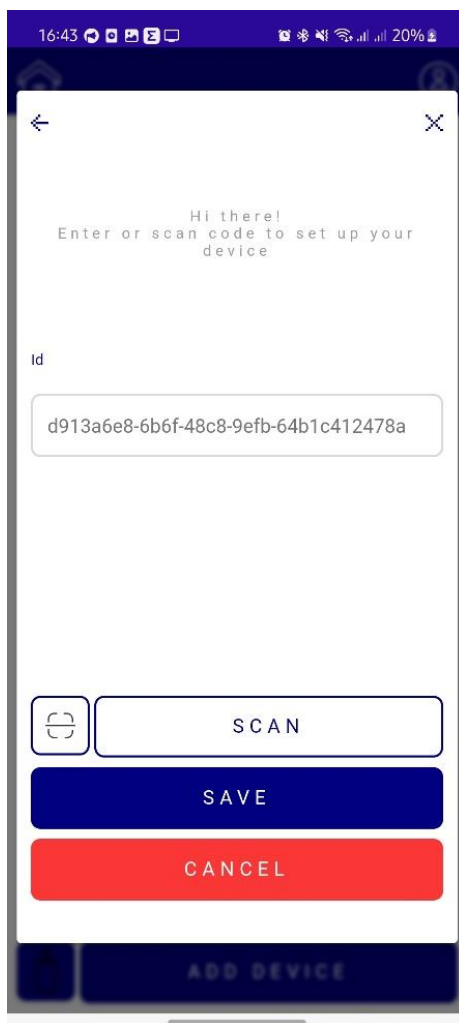 16:43 20%
Hi there!
Enter or scan code to set up your
device
Id
d913a6e8-6b6f-48c8-9efb-64b1c412478a
SCAN
SAVE
CANCEL
ADD DEVICE